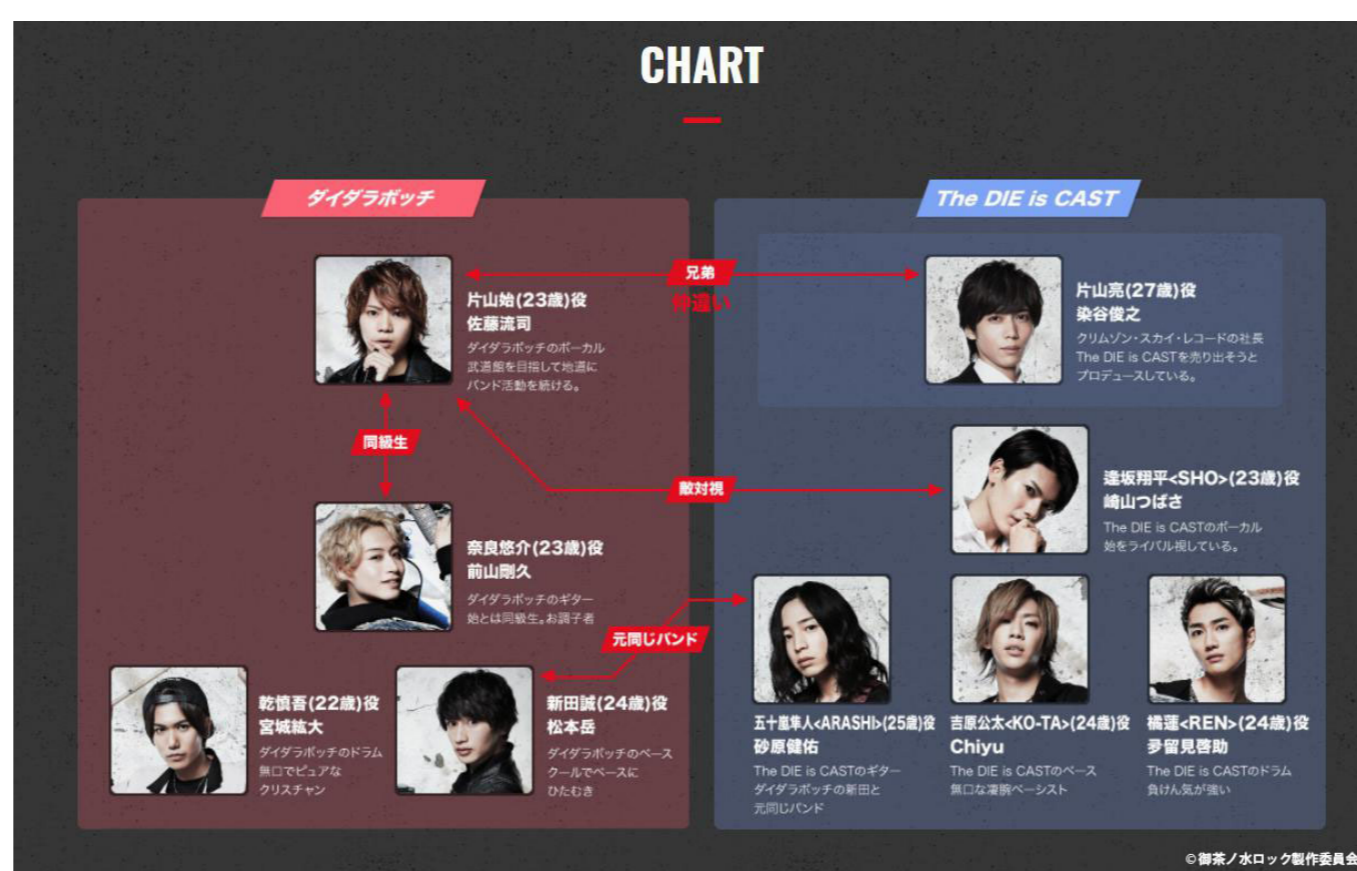 CHART
ダイダラボッチ
The DIE is CAST
兄弟
仲違い
片山始(23歳)役
佐藤流司
ダイダラボッチのボーカル
武道館を目指して地道に
バンド活動を続ける。
片山亮(27歳)役
染谷俊之
クリムゾン・スカイ・レコードの社長
The DIE is CASTを売り出そうと
プロデュースしている。
同級生
敵対視
逢坂翔平<SHO>(23歳)役
崎山つばさ
The DIE is CASTのボーカル
始をライバル視している。
奈良悠介(23歳)役
前山剛久
ダイダラボッチのギター
始とは同級生。お調子者
元同じバンド
乾慎吾(22歳)役
宮城紘大
ダイダラボッチのドラム
無口でピュアな
クリスチャン
新田誠(24歳)役
松本岳
ダイダラボッチのベース
クールでベースに
ひたむき
五十嵐隼人<ARASHI>(25歳)役
砂原健佑
The DIE is CASTのギター
ダイダラボッチの新田と
元同じバンド
吉原公太<KO-TA>(24歳)役
Chiyu
The DIE is CASTのベース
無口な凄腕ベーシスト
橘蓮<REN>(24歳)役
夛留見啓助
The DIE is CASTのドラム
負けん気が強い
©御茶ノ水ロック製作委員会